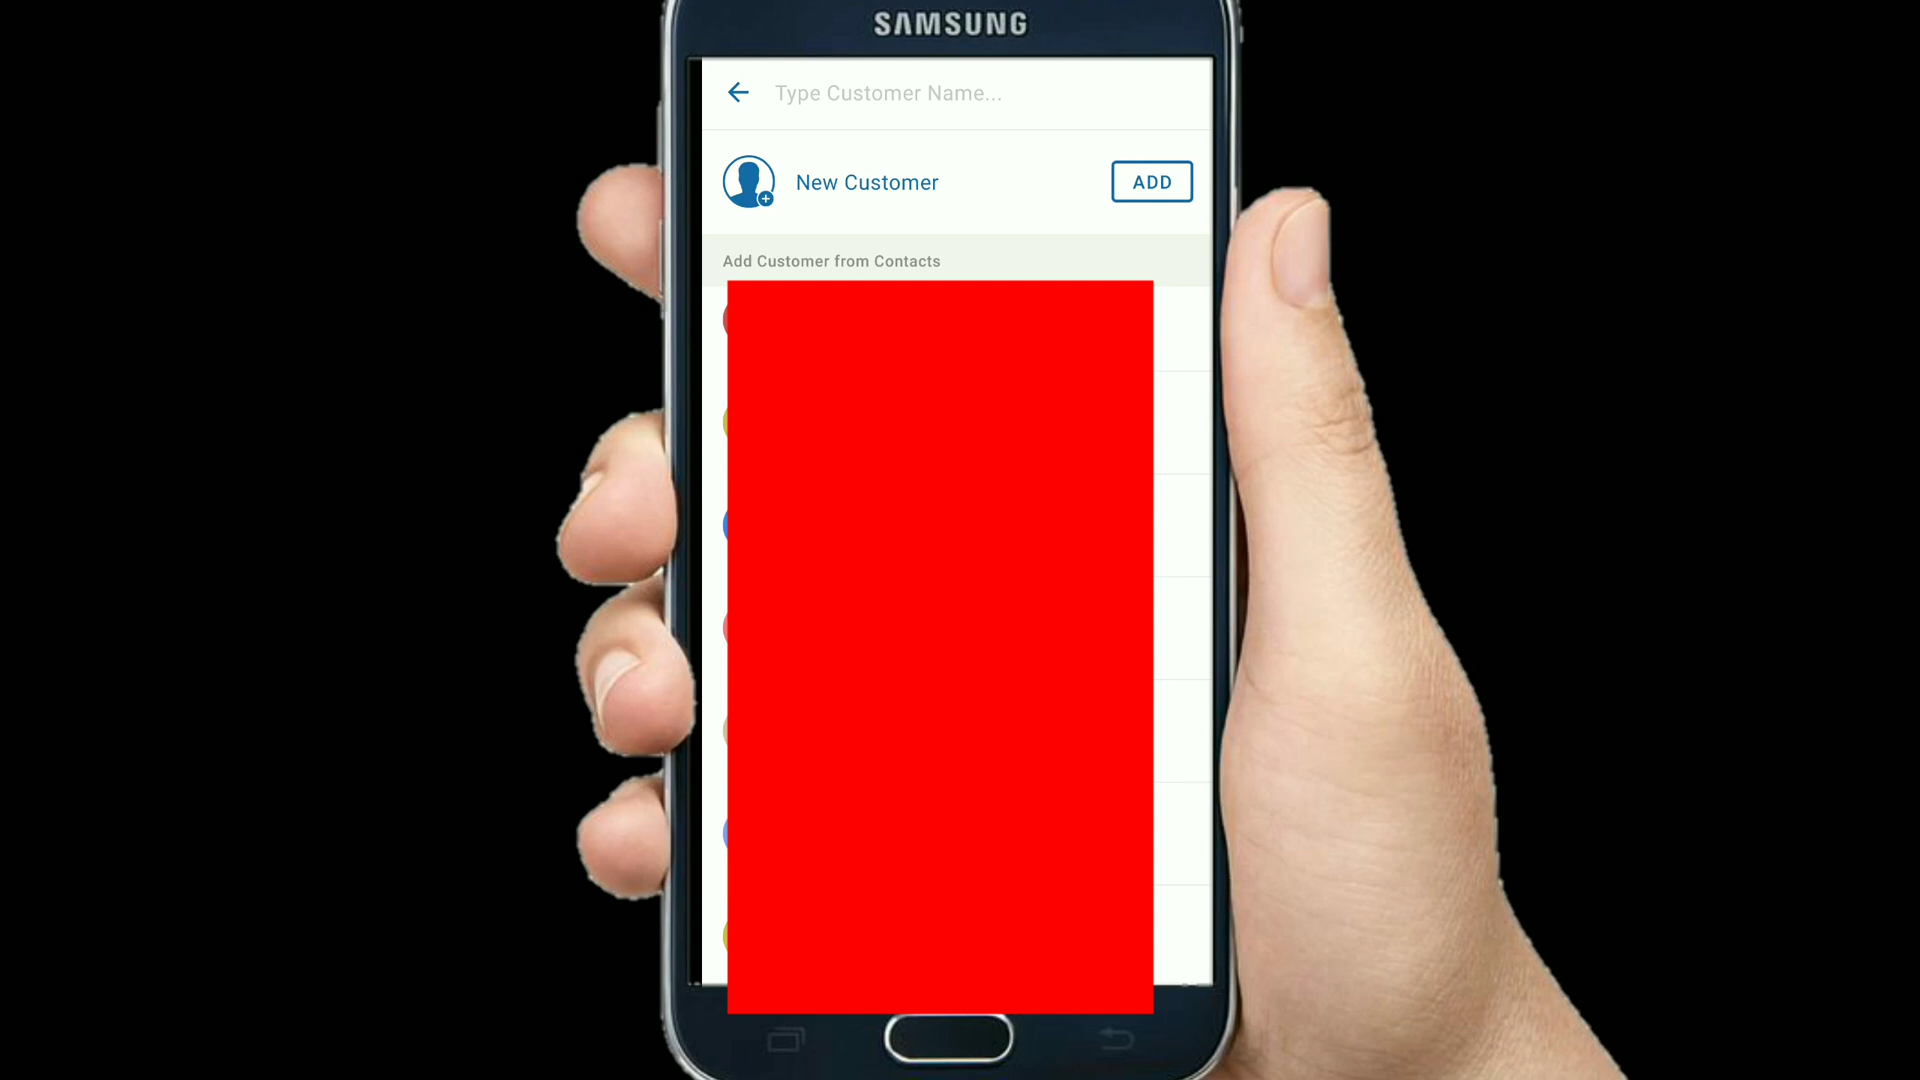 SAMSUNG
Type Customer Name...
New Customer
ADD
Add Customer from Contacts